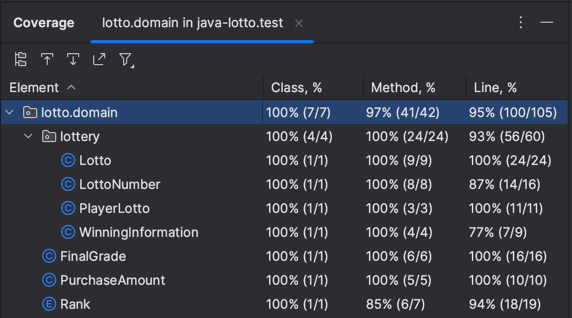 Coverage lotto.domain in java-lotto.test
Element Class, % Method, % Line, %
lotto.domain 100% (7/7) 97% (41/42) 95% (100/105)
lottery 100% (4/4) 100% (24/24) 93% (56/60)
Lotto 100% (1/1) 100% (9/9) 100% (24/24)
LottoNumber 100% (1/1) 100% (8/8) 87% (14/16)
PlayerLotto 100% (1/1) 100% (3/3) 100% (11/11)
WinningInformation 100% (1/1) 100% (4/4) 77% (7/9)
FinalGrade 100% (1/1) 100% (6/6) 100% (16/16)
PurchaseAmount 100% (1/1) 100% (5/5) 100% (10/10)
Rank 100% (1/1) 85% (6/7) 94% (18/19)